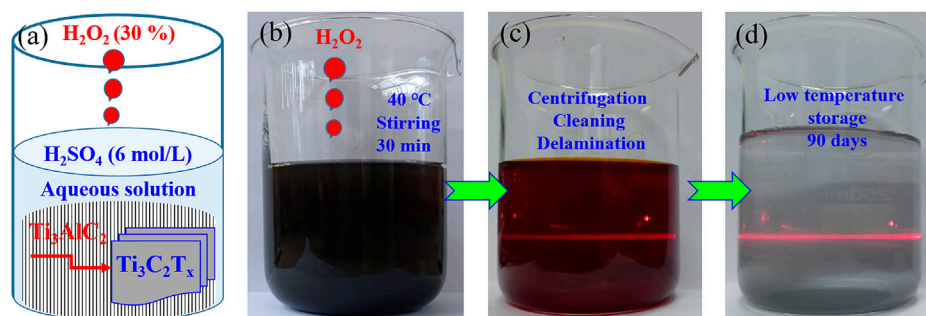 (a)
H₂O₂ (30 %)
H₂SO₄ (6 mol/L)
Aqueous solution
Ti₃AlC₂
Ti₃C₂Tₓ
(b)
H₂O₂
40 °C
Stirring
30 min
(c)
Centrifugation
Cleaning
Delamination
(d)
Low temperature
storage
90 days